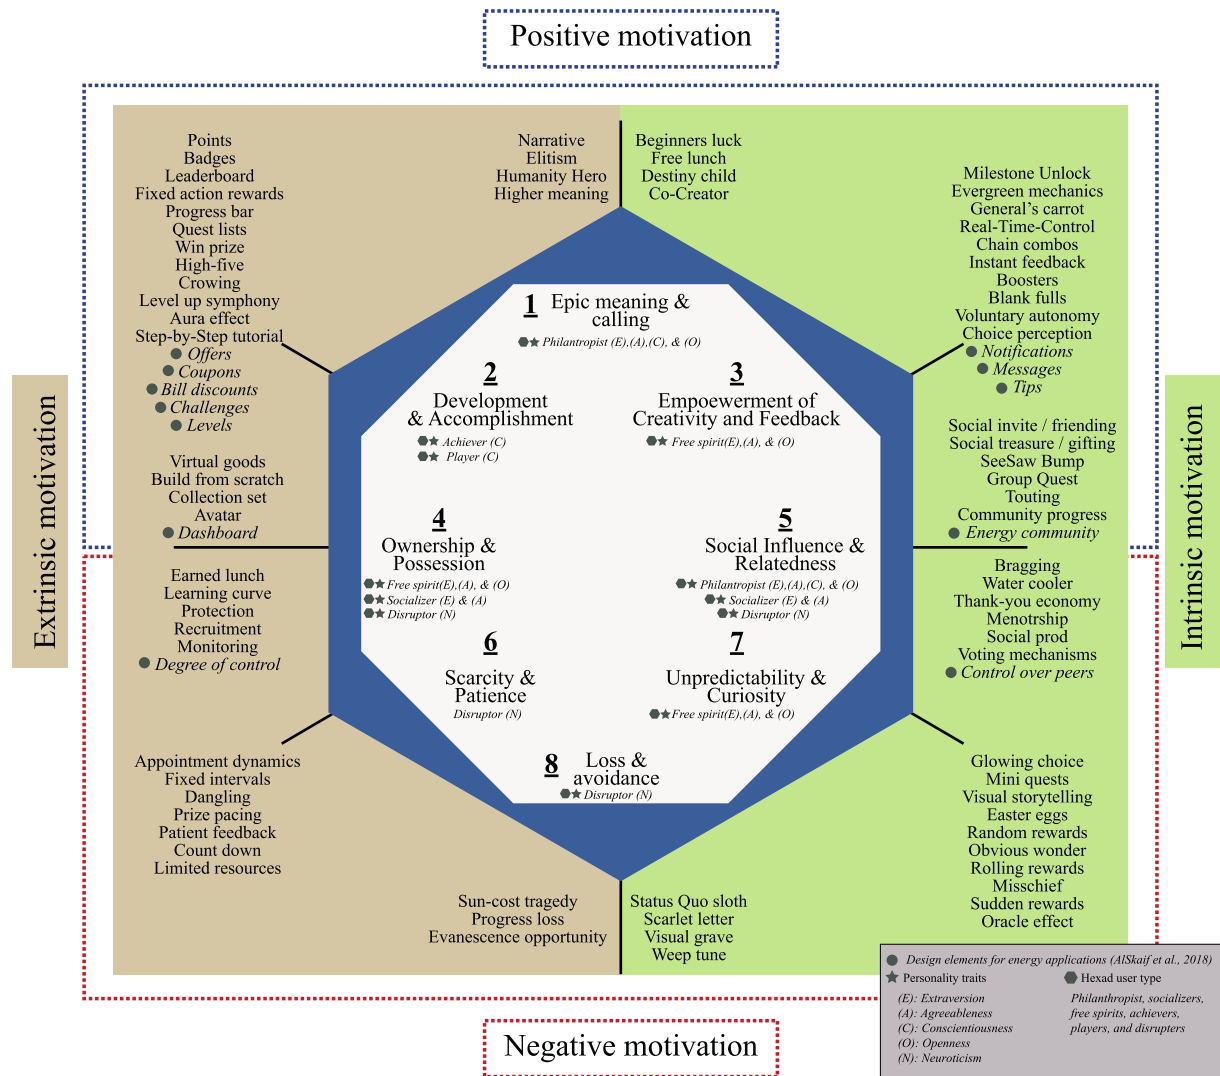 Positive motivation
Extrinsic motivation
Points
Badges
Leaderboard
Fixed action rewards
Progress bar
Quest lists
Win prize
High-five
Crowing
Level up symphony
Aura effect
Step-by-Step tutorial
Offers
Coupons
Bill discounts
Challenges
Levels
Virtual goods
Build from scratch
Collection set
Avatar
Dashboard
Earned lunch
Learning curve
Protection
Recruitment
Monitoring
Degree of control
Appointment dynamics
Fixed intervals
Dangling
Prize pacing
Patient feedback
Count down
Limited resources
Narrative
Elitism
Humanity Hero
Higher meaning
Beginners luck
Free lunch
Destiny child
Co-Creator
1 Epic meaning &
calling
Philantropist (E),(A),(C), & (O)
2
Development
& Accomplishment
Achiever (C)
Player (C)
3
Empoewerment of
Creativity and Feedback
Free spirit(E),(A), & (O)
4
Ownership &
Possession
Free spirit(E),(A), & (O)
Socializer (E) & (A)
Disruptor (N)
5
Social Influence &
Relatedness
Philantropist (E),(A),(C), & (O)
Socializer (E) & (A)
Disruptor (N)
6
Scarcity &
Patience
Disruptor (N)
7
Unpredictability &
Curiosity
Free spirit(E),(A), & (O)
8 Loss &
avoidance
Disruptor (N)
Sun-cost tragedy
Progress loss
Evanescence opportunity
Status Quo sloth
Scarlet letter
Visual grave
Weep tune
Milestone Unlock
Evergreen mechanics
General's carrot
Real-Time-Control
Chain combos
Instant feedback
Boosters
Blank fulls
Voluntary autonomy
Choice perception
Notifications
Messages
Tips
Social invite / friending
Social treasure / gifting
SeeSaw Bump
Group Quest
Touting
Community progress
Energy community
Bragging
Water cooler
Thank-you economy
Menotrship
Social prod
Voting mechanisms
Control over peers
Glowing choice
Mini quests
Visual storytelling
Easter eggs
Random rewards
Obvious wonder
Rolling rewards
Misschief
Sudden rewards
Oracle effect
Intrinsic motivation
Design elements for energy applications (AlSkaif et al., 2018)
Personality traits
(E): Extraversion
(A): Agreeableness
(C): Conscientiousness
(O): Openness
(N): Neuroticism
Hexad user type
Philanthropist, socializers,
free spirits, achievers,
players, and disrupters
Negative motivation